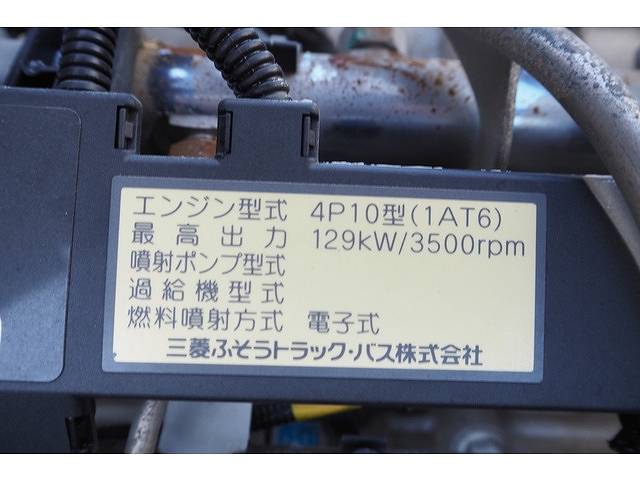 エンジン型式 4P10型(1AT6)
最高出力 129kW/3500rpm
噴射ポンプ型式
過給機型式
燃料噴射方式 電子式
三菱ふそうトラック・バス株式会社